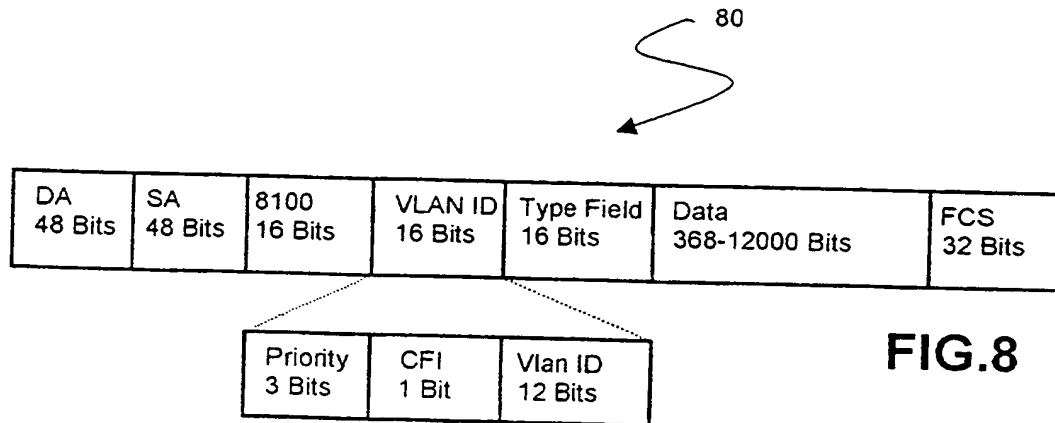 80
DA
48 Bits
SA
48 Bits
8100
16 Bits
VLAN ID
16 Bits
Type Field
16 Bits
Data
368-12000 Bits
FCS
32 Bits
Priority
3 Bits
CFI
1 Bit
Vlan ID
12 Bits
FIG.8